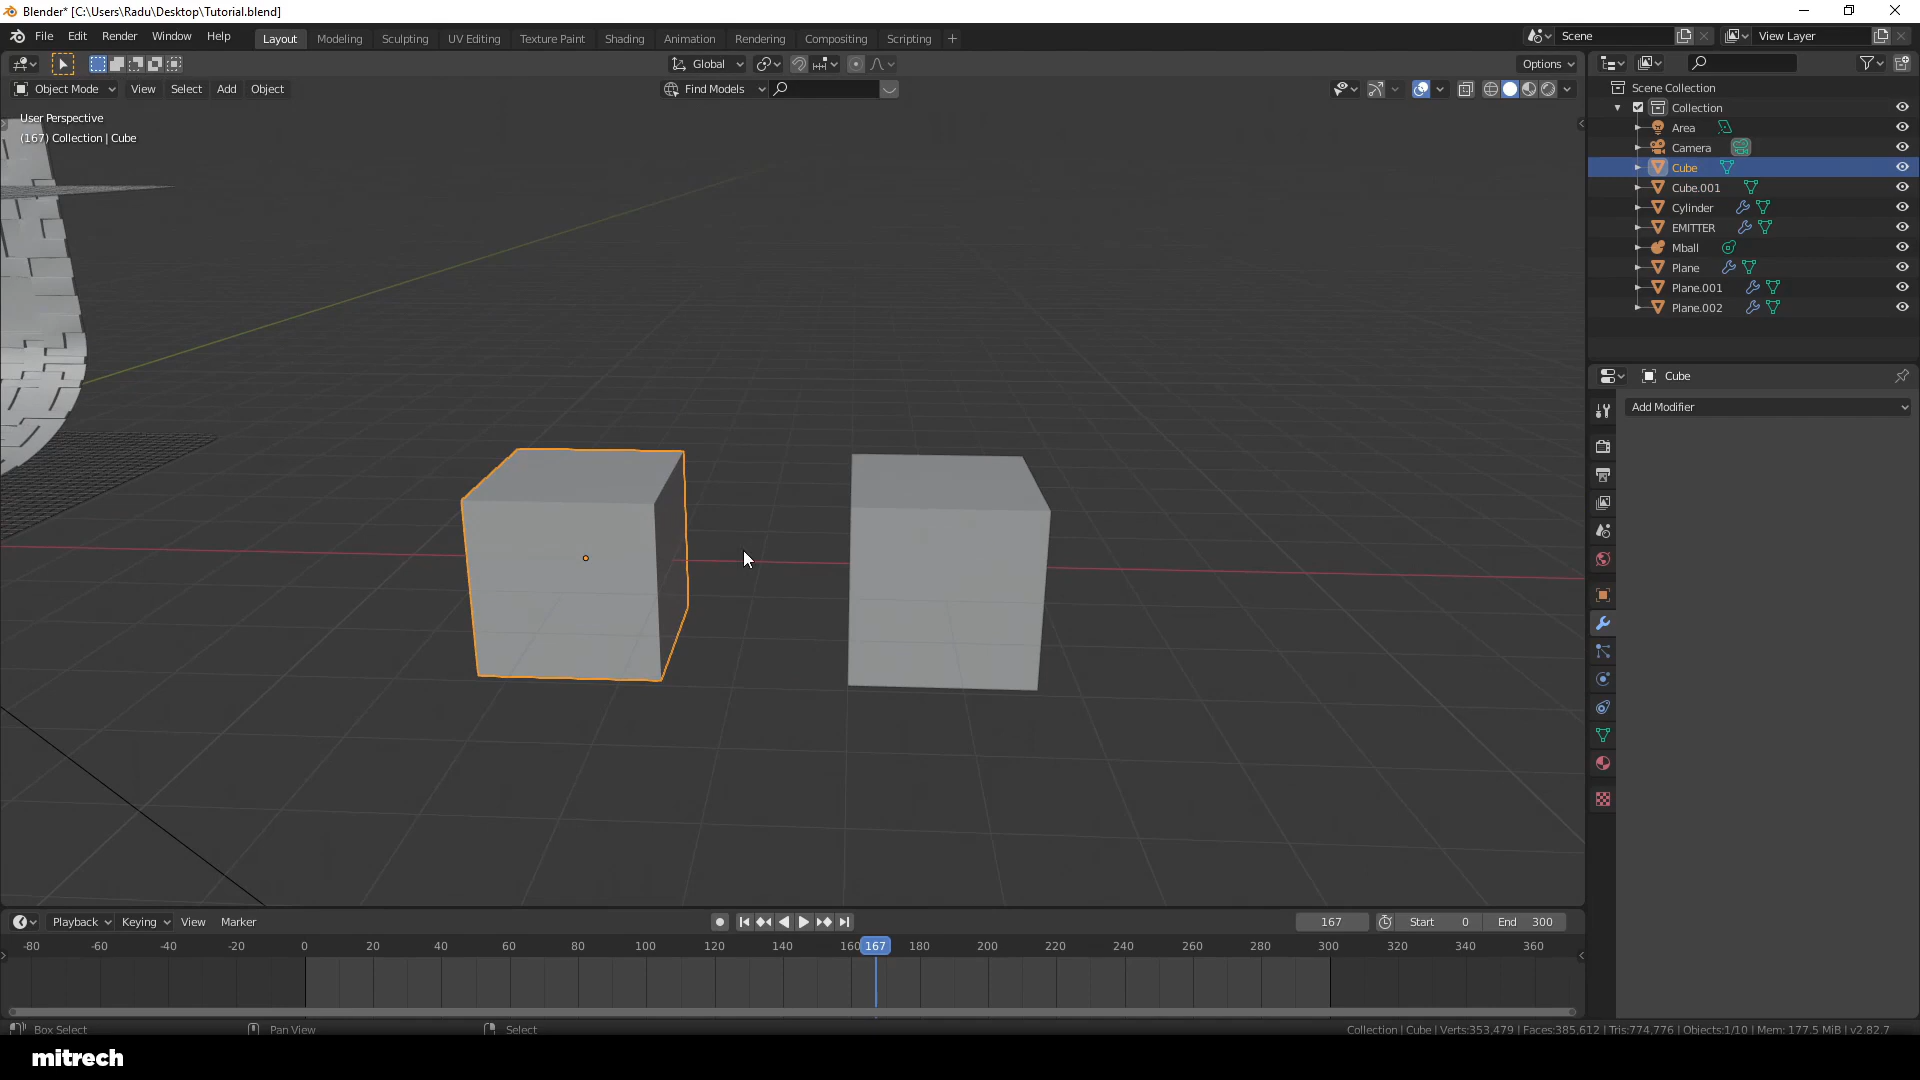 Blender* [C:\Users\Radu\Desktop\Tutorial.blend]
File Edit Render Window Help Layout Modeling Sculpting UV Editing Texture Paint Shading Animation Rendering Compositing Scripting + Scene View Layer
Global Options
Object Mode View Select Add Object Find Models
User Perspective
(167) Collection | Cube
Scene Collection
Collection
Area
Camera
Cube
Cube.001
Cylinder
EMITTER
Mball
Plane
Plane.001
Plane.002
Cube
Add Modifier
Playback Keying View Marker 167 Start 0 End 300
-80 -60 -40 -20 0 20 40 60 80 100 120 140 160 167 180 200 220 240 260 280 300 320 340 360
Box Select Pan View Select Collection | Cube | Verts:353,479 | Faces:385,612 | Tris:774,776 | Objects:1/10 | Mem: 177.5 MiB | v2.82.7
mitrech